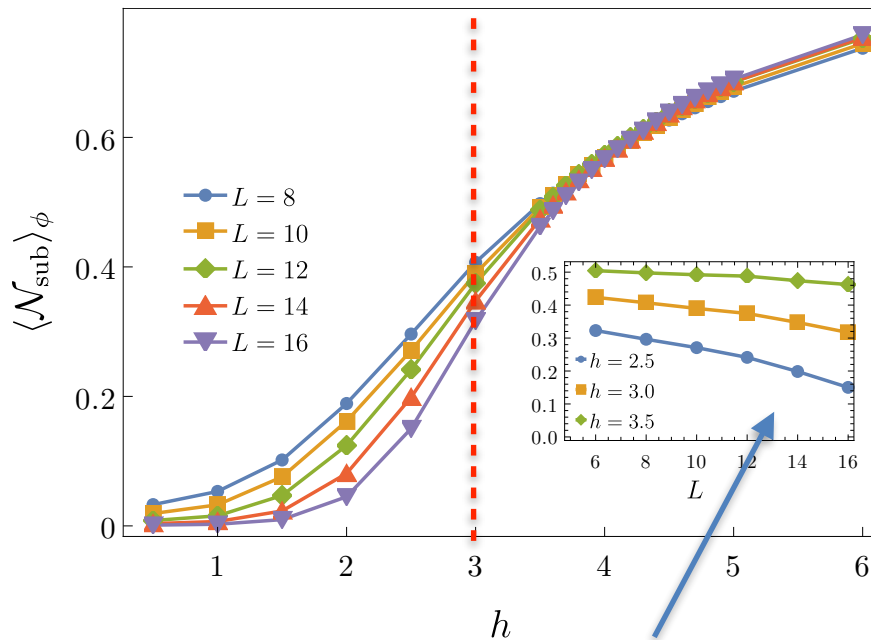 ⟨𝒩sub⟩ϕ
0.6
0.4
0.2
0
L = 8
L = 10
L = 12
L = 14
L = 16
0.5
0.4
0.3
0.2
0.1
0.0
h = 2.5
h = 3.0
h = 3.5
6 8 10 12 14 16
L
1 2 3 4 5 6
h